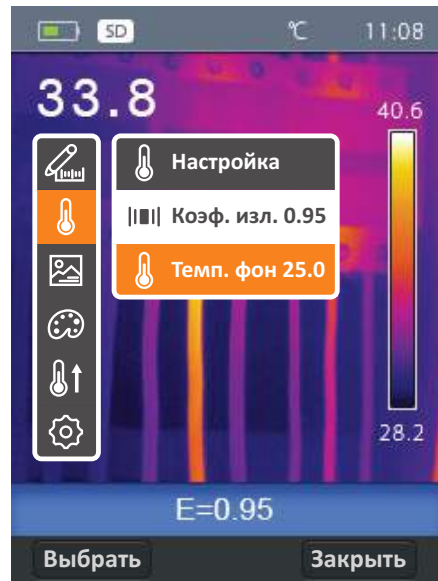 SD °C 11:08
33.8
40.6
Настройка
Коэф. изл. 0.95
Темп. фон 25.0
28.2
E=0.95
Выбрать Закрыть